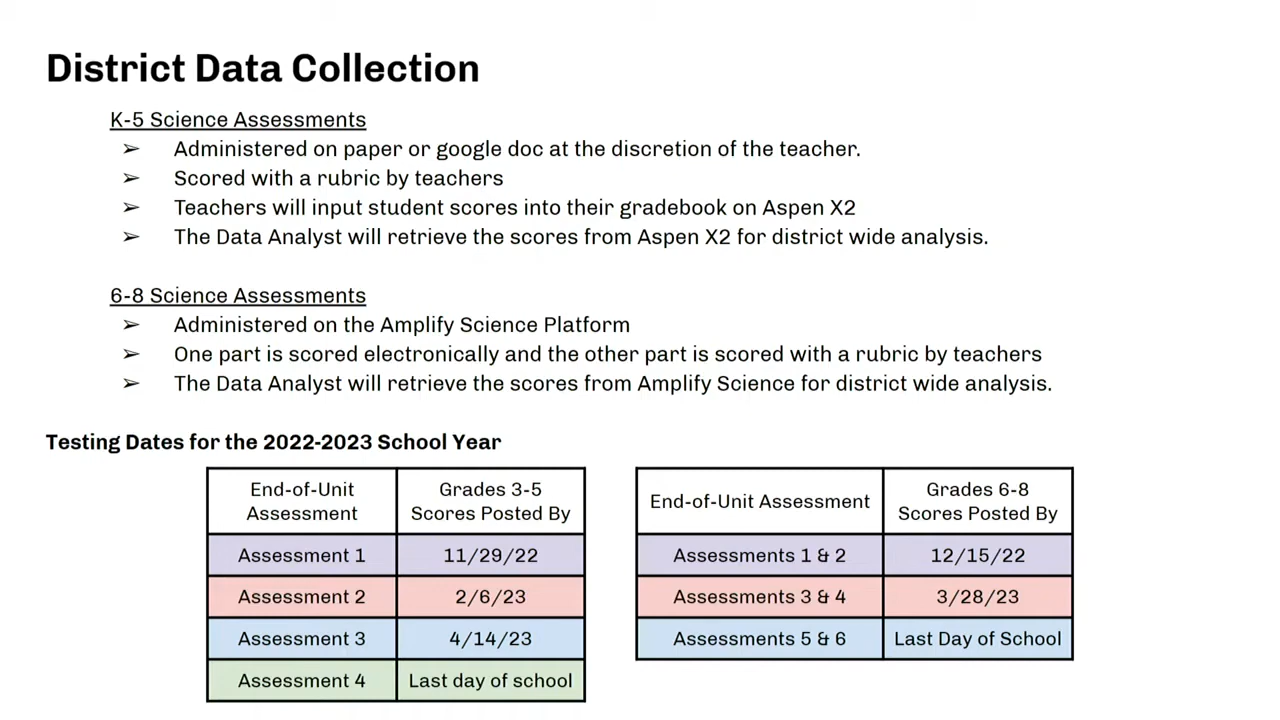 District Data Collection
K-5 Science Assessments
➢ Administered on paper or google doc at the discretion of the teacher.
➢ Scored with a rubric by teachers
➢ Teachers will input student scores into their gradebook on Aspen X2
➢ The Data Analyst will retrieve the scores from Aspen X2 for district wide analysis.
6-8 Science Assessments
➢ Administered on the Amplify Science Platform
➢ One part is scored electronically and the other part is scored with a rubric by teachers
➢ The Data Analyst will retrieve the scores from Amplify Science for district wide analysis.
Testing Dates for the 2022-2023 School Year
End-of-Unit
Assessment
Grades 3-5
Scores Posted By
Assessment 1 11/29/22
Assessment 2 2/6/23
Assessment 3 4/14/23
Assessment 4 Last day of school
End-of-Unit Assessment
Grades 6-8
Scores Posted By
Assessments 1 & 2 12/15/22
Assessments 3 & 4 3/28/23
Assessments 5 & 6 Last Day of School